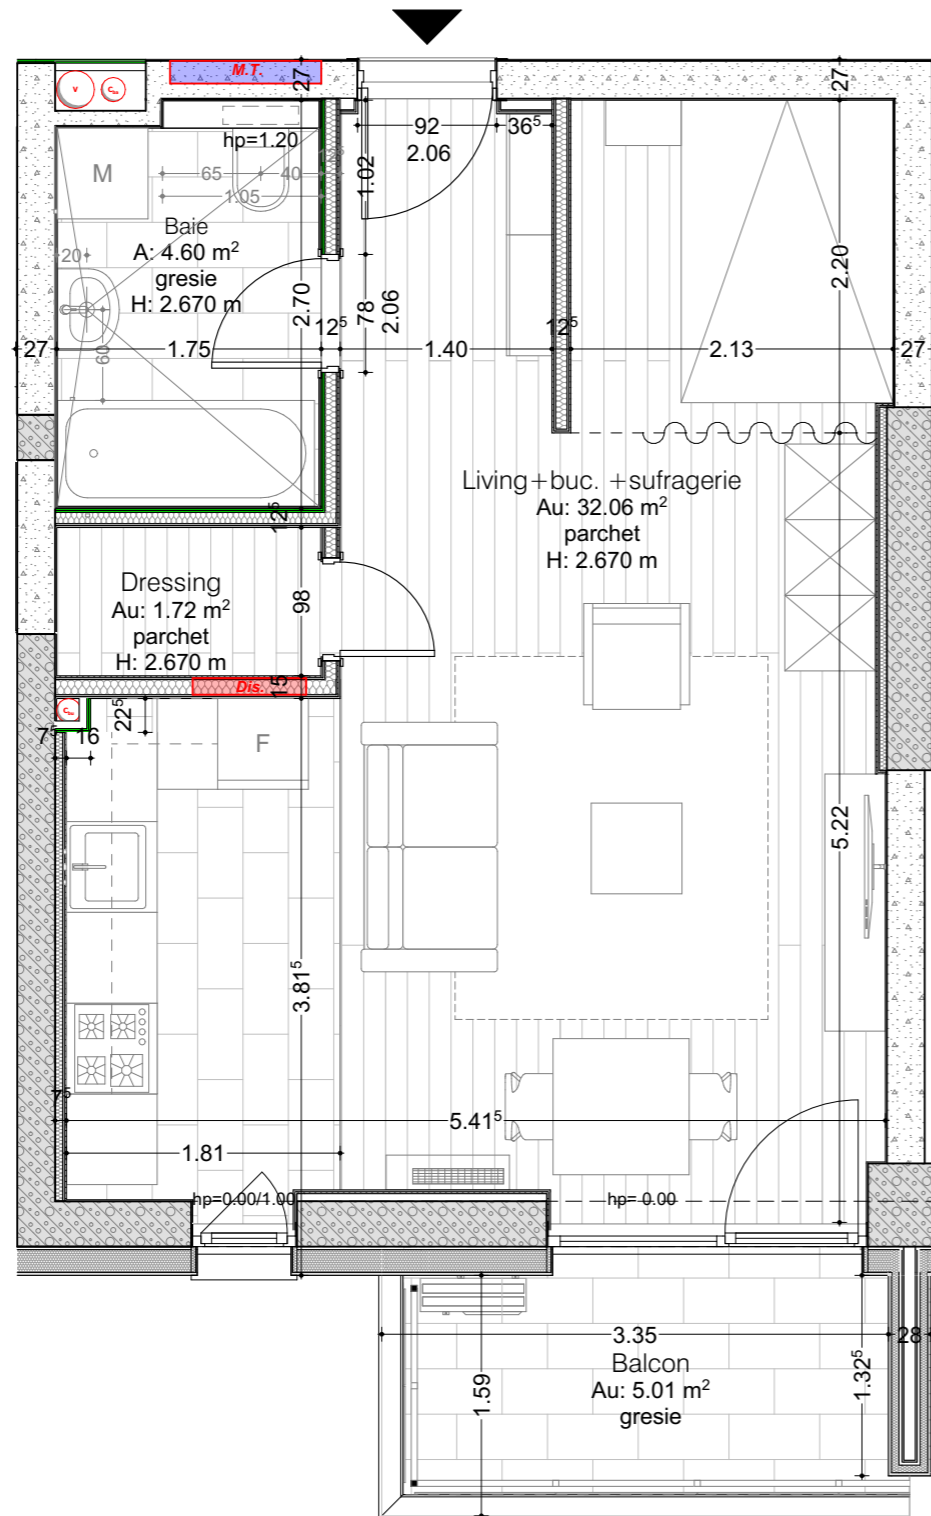 M.T.
27
27
V
92
36⁵
2.06
hp=1.20
1.02
M
65
40
1.05
Baie
A: 4.60 m²
gresie
H: 2.670 m
20
2.70
78
2.06
2.20
12⁵
12⁵
27
1.75
1.40
2.13
27
60
Living+buc. +sufragerie
Au: 32.06 m²
parchet
H: 2.670 m
12⁵
Dressing
Au: 1.72 m²
parchet
H: 2.670 m
98
Dis.
15
22⁵
7⁵
16
F
5.22
3.81⁵
7⁵
5.41⁵
1.81
hp=0.00/1.00
hp= 0.00
3.35
28
Balcon
Au: 5.01 m²
gresie
1.59
1.32⁵